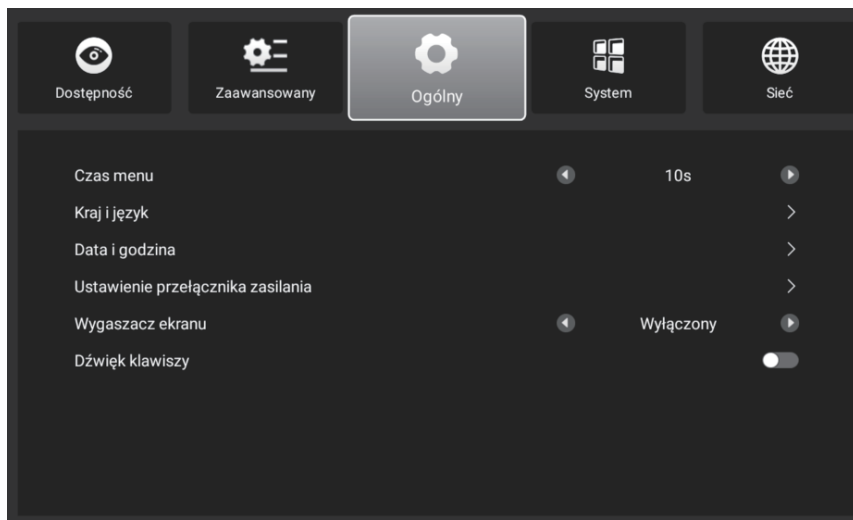 Dostępność
Zaawansowany
Ogólny
System
Sieć
Czas menu 10s
Kraj i język
Data i godzina
Ustawienie przełącznika zasilania
Wygaszacz ekranu Wyłączony
Dźwięk klawiszy